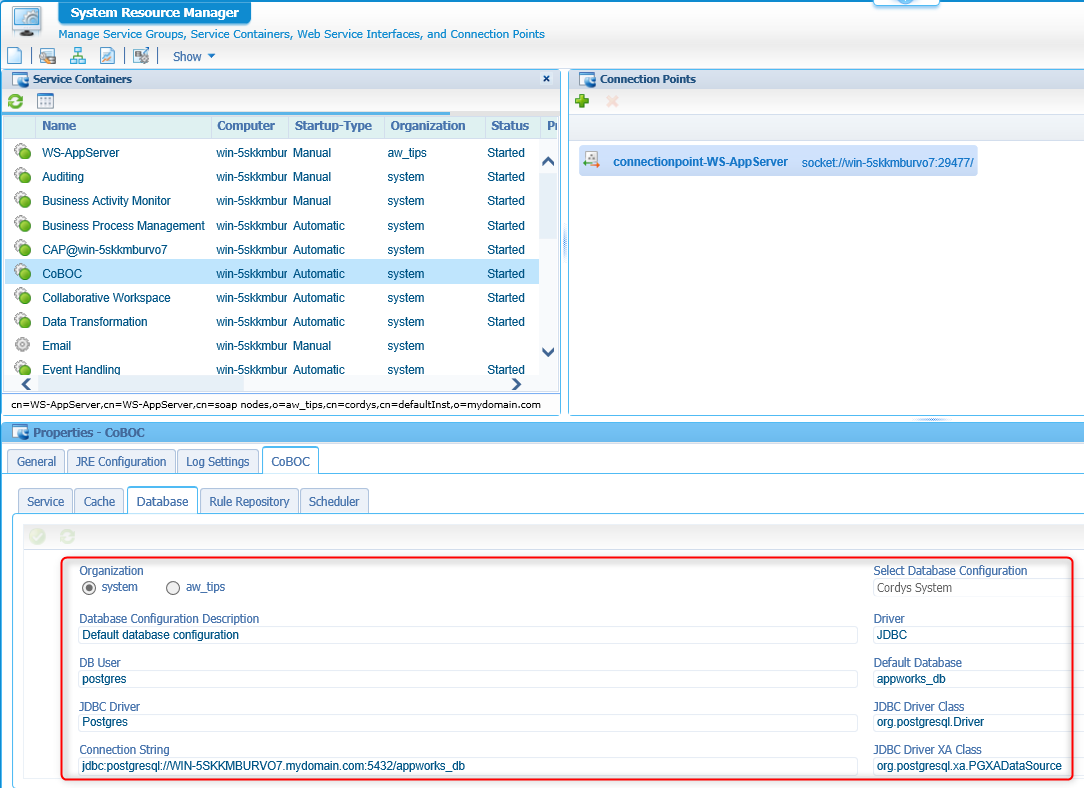 System Resource Manager
Manage Service Groups, Service Containers, Web Service Interfaces, and Connection Points
Show
Service Containers
Name Computer Startup-Type Organization Status Pr
WS-AppServer win-5skkmbur Manual aw_tips Started
Auditing win-5skkmbur Manual system Started
Business Activity Monitor win-5skkmbur Manual system Started
Business Process Management win-5skkmbur Automatic system Started
CAP@win-5skkmburvo7 win-5skkmbur Automatic system Started
CoBOC win-5skkmbur Automatic system Started
Collaborative Workspace win-5skkmbur Automatic system Started
Data Transformation win-5skkmbur Automatic system Started
Email win-5skkmbur Manual system
Event Handling win-5skkmbur Automatic system Started
cn=WS-AppServer,cn=WS-AppServer,cn=soap nodes,o=aw_tips,cn=cordys,cn=defaultInst,o=mydomain.com
Connection Points
connectionpoint-WS-AppServer socket://win-5skkmburvo7:29477/
Properties - CoBOC
General JRE Configuration Log Settings CoBOC
Service Cache Database Rule Repository Scheduler
Organization Select Database Configuration
system aw_tips Cordys System
Database Configuration Description Driver
Default database configuration JDBC
DB User Default Database
postgres appworks_db
JDBC Driver JDBC Driver Class
Postgres org.postgresql.Driver
Connection String JDBC Driver XA Class
jdbc:postgresql://WIN-5SKKMBURVO7.mydomain.com:5432/appworks_db org.postgresql.xa.PGXADataSource